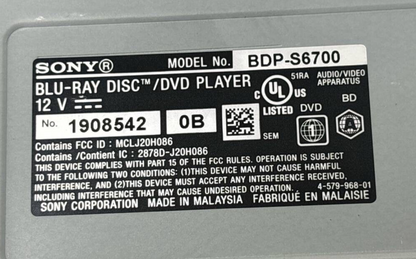 SONY® MODEL No. BDP-S6700
BLU-RAY DISC™/DVD PLAYER
12 V
51RA AUDIO/VIDEO APPARATUS
C UL US LISTED
DVD BD
No. 1908542 0B
Contains FCC ID : MCLJ20H086
Contains /Contient IC : 2878D-J20H086
THIS DEVICE COMPLIES WITH PART 15 OF THE FCC RULES. OPERATION IS SUBJECT
TO THE FOLLOWING TWO CONDITIONS: (1)THIS DEVICE MAY NOT CAUSE HARMFUL
INTERFERENCE, AND (2)THIS DEVICE MUST ACCEPT ANY INTERFERENCE RECEIVED,
INCLUDING INTERFERENCE THAT MAY CAUSE UNDESIRED OPERATION. 4-579-968-01
SONY CORPORATION MADE IN MALAYSIA FABRIQUÉ EN MALAISIE